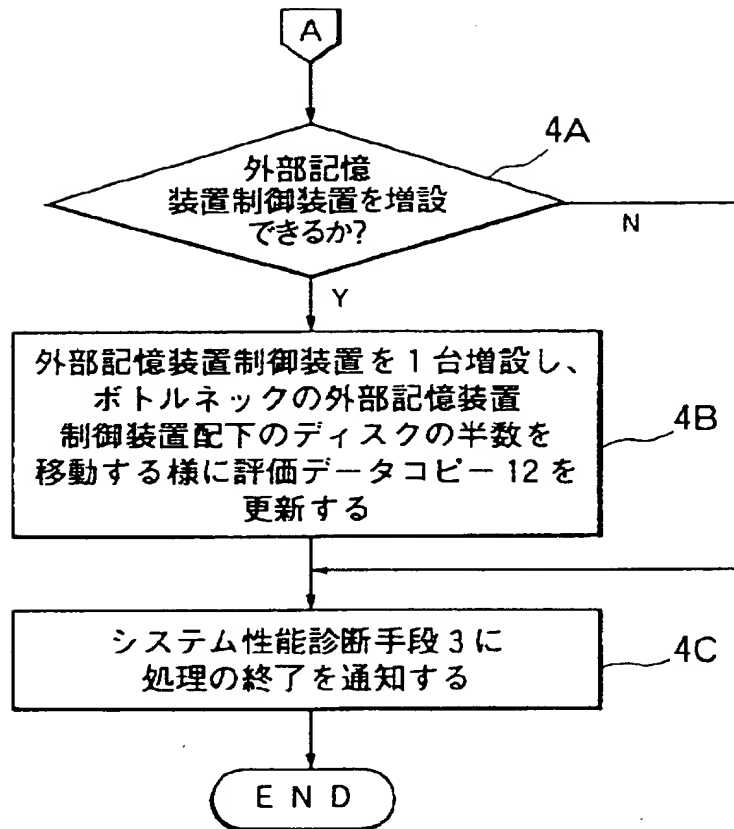 A
4A
外部記憶
装置制御装置を増設
できるか?
N
Y
外部記憶装置制御装置を1台増設し、
ボトルネックの外部記憶装置
制御装置配下のディスクの半数を
移動する様に評価データコピー12を
更新する
4B
システム性能診断手段3に
処理の終了を通知する
4C
END